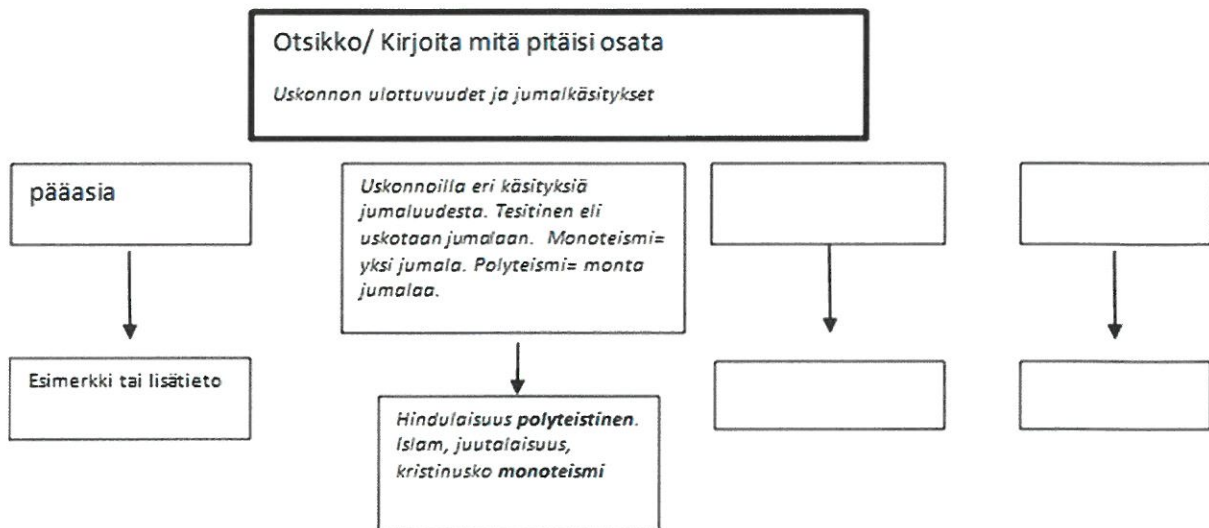 Otsikko/ Kirjoita mitä pitäisi osata
Uskonnon ulottuvuudet ja jumalkäsitykset
pääasia
Uskonnoilla eri käsityksiä
jumaluudesta. Tesitinen eli
uskotaan jumalaan. Monoteismi=
yksi jumala. Polyteismi= monta
jumalaa.
Esimerkki tai lisätieto
Hindulaisuus polyteistinen.
Islam, juutalaisuus,
kristinusko monoteismi